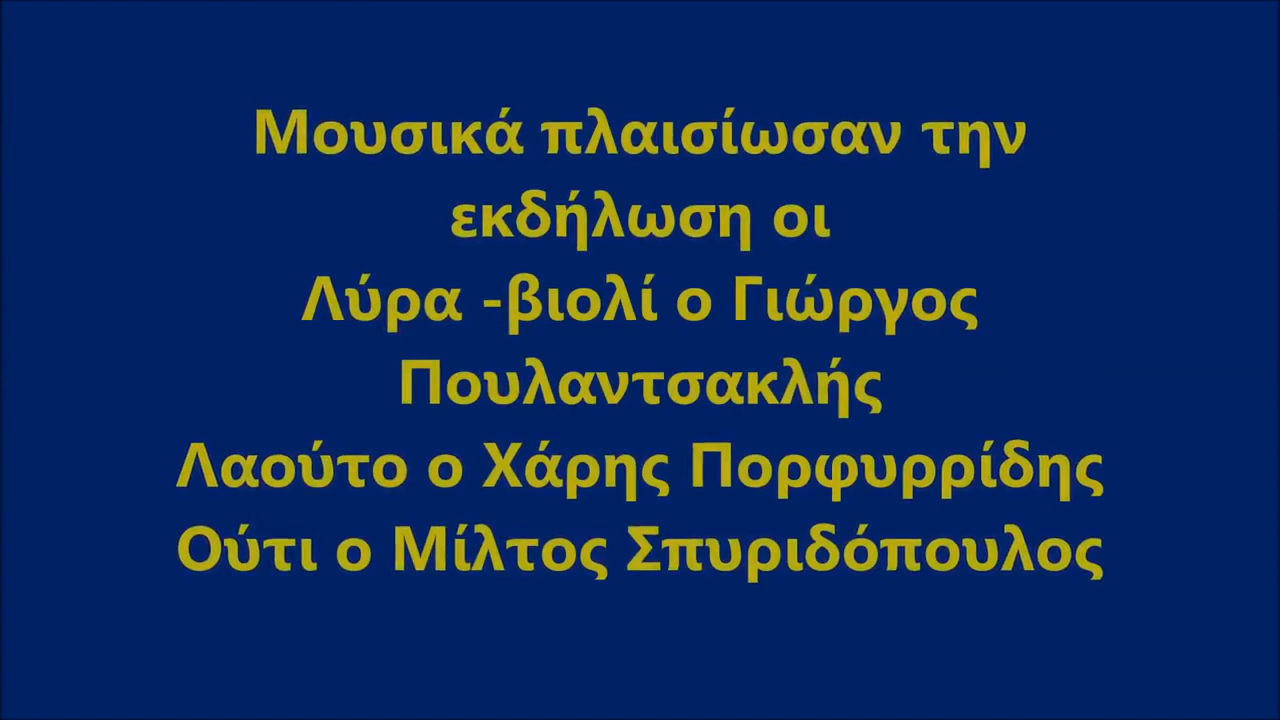 Μουσικά πλαισίωσαν την
εκδήλωση οι
Λύρα -βιολί ο Γιώργος
Πουλαντσακλής
Λαούτο ο Χάρης Πορφυρρίδης
Ούτι ο Μίλτος Σπυριδόπουλος